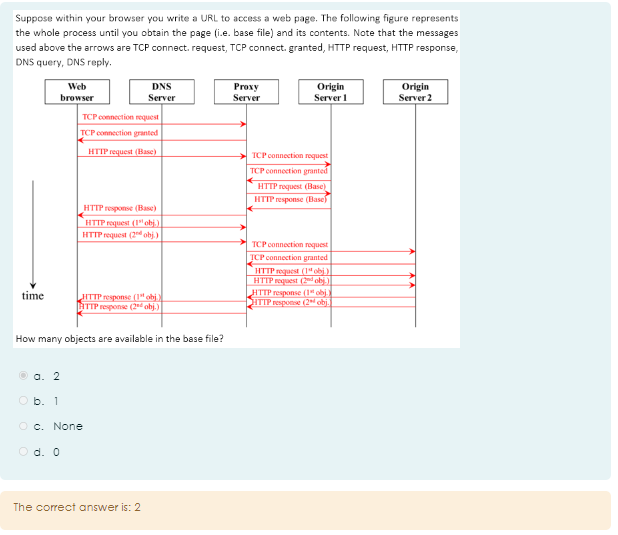 Suppose within your browser you write a URL to access a web page. The following figure represents
the whole process until you obtain the page (i.e. base file) and its contents. Note that the messages
used above the arrows are TCP connect. request, TCP connect. granted, HTTP request, HTTP response,
DNS query, DNS reply.
Web browser
DNS Server
Proxy Server
Origin Server 1
Origin Server 2
TCP connection request
TCP connection granted
HTTP request (Base)
TCP connection request
TCP connection granted
HTTP request (Base)
HTTP response (Base)
HTTP response (Base)
HTTP request (1st obj.)
HTTP request (2nd obj.)
TCP connection request
TCP connection granted
HTTP request (1st obj.)
HTTP request (2nd obj.)
HTTP response (1st obj.)
HTTP response (2nd obj.)
time
HTTP response (1st obj.)
HTTP response (2nd obj.)
How many objects are available in the base file?
a. 2
b. 1
c. None
d. 0
The correct answer is: 2